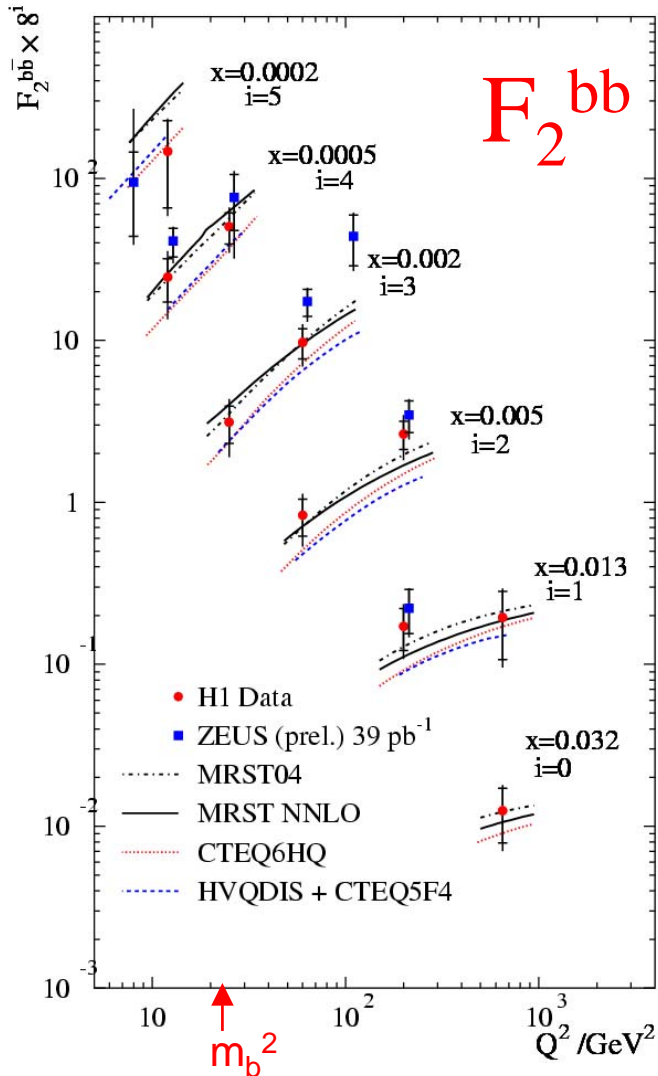 F₂^bb̄ × 8^i
F₂^bb
x=0.0002
i=5
x=0.0005
i=4
x=0.002
i=3
x=0.005
i=2
x=0.013
i=1
x=0.032
i=0
H1 Data
ZEUS (prel.) 39 pb⁻¹
MRST04
MRST NNLO
CTEQ6HQ
HVQDIS + CTEQ5F4
10²
10
1
10⁻¹
10⁻²
10⁻³
10 10² 10³
Q² /GeV²
m_b²